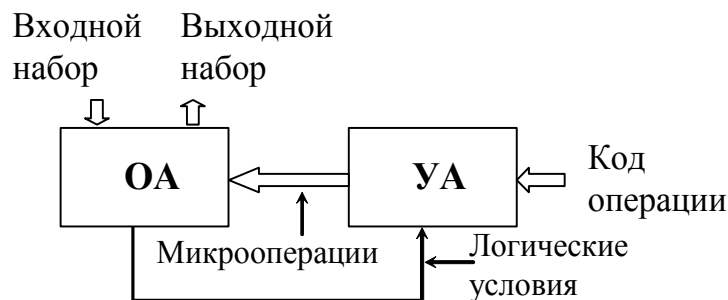 Входной
набор
Выходной
набор
ОА
УА
Код
операции
Микрооперации
Логические
условия